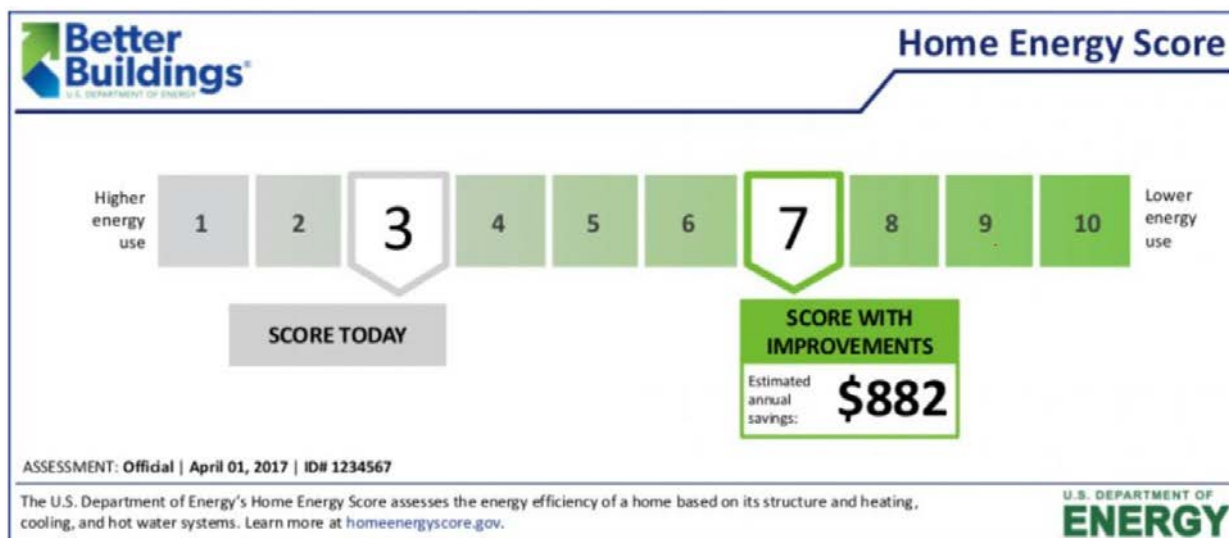 Better
Buildings®
U.S. DEPARTMENT OF ENERGY
Home Energy Score
Higher
energy
use
1 2 3 4 5 6 7 8 9 10
Lower
energy
use
SCORE TODAY
SCORE WITH
IMPROVEMENTS
Estimated
annual
savings:
$882
ASSESSMENT: Official | April 01, 2017 | ID# 1234567
The U.S. Department of Energy's Home Energy Score assesses the energy efficiency of a home based on its structure and heating,
cooling, and hot water systems. Learn more at homeenergyscore.gov.
U.S. DEPARTMENT OF
ENERGY